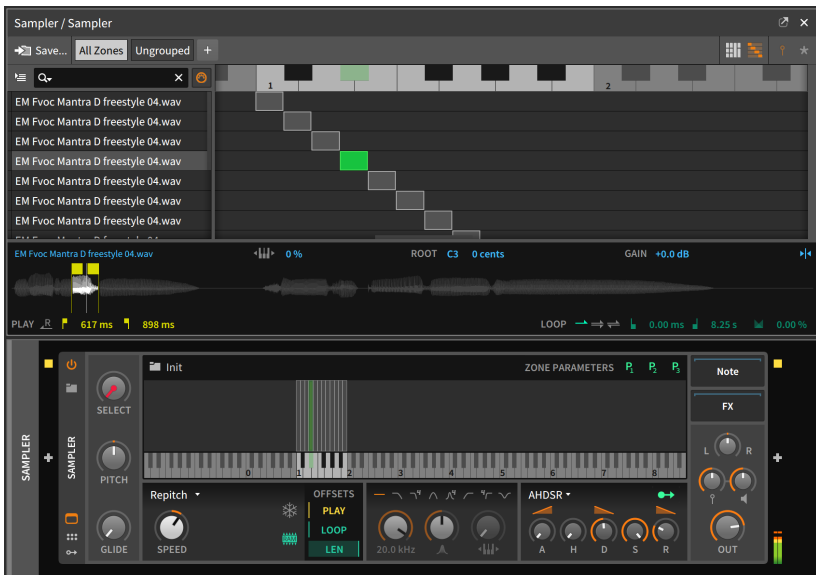 Sampler / Sampler
Save... All Zones Ungrouped +
1 2
EM Fvoc Mantra D freestyle 04.wav
EM Fvoc Mantra D freestyle 04.wav
EM Fvoc Mantra D freestyle 04.wav
EM Fvoc Mantra D freestyle 04.wav
EM Fvoc Mantra D freestyle 04.wav
EM Fvoc Mantra D freestyle 04.wav
EM Fvoc Mantra D freestyle 04.wav
EM Fvoc Mantra D freestyle 04.wav 0 % ROOT C3 0 cents GAIN +0.0 dB
PLAY R 617 ms 898 ms LOOP 0.00 ms 8.25 s 0.00 %
SAMPLER
SAMPLER
SELECT
PITCH
GLIDE
Init ZONE PARAMETERS P1 P2 P3
0 1 2 3 4 5 6 7 8
Repitch
SPEED
OFFSETS
PLAY
LOOP
LEN
20.0 kHz
AHDSR
A H D S R
Note
FX
L R
OUT